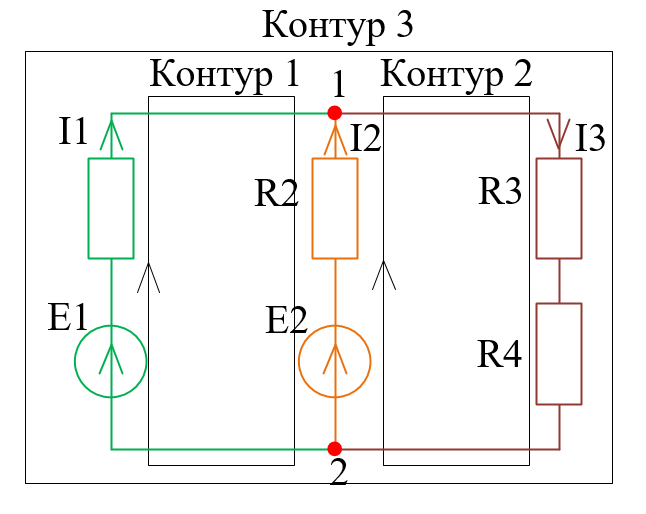 Контур 3
Контур 1
1
Контур 2
I1
I2
I3
R2
R3
E1
E2
R4
2